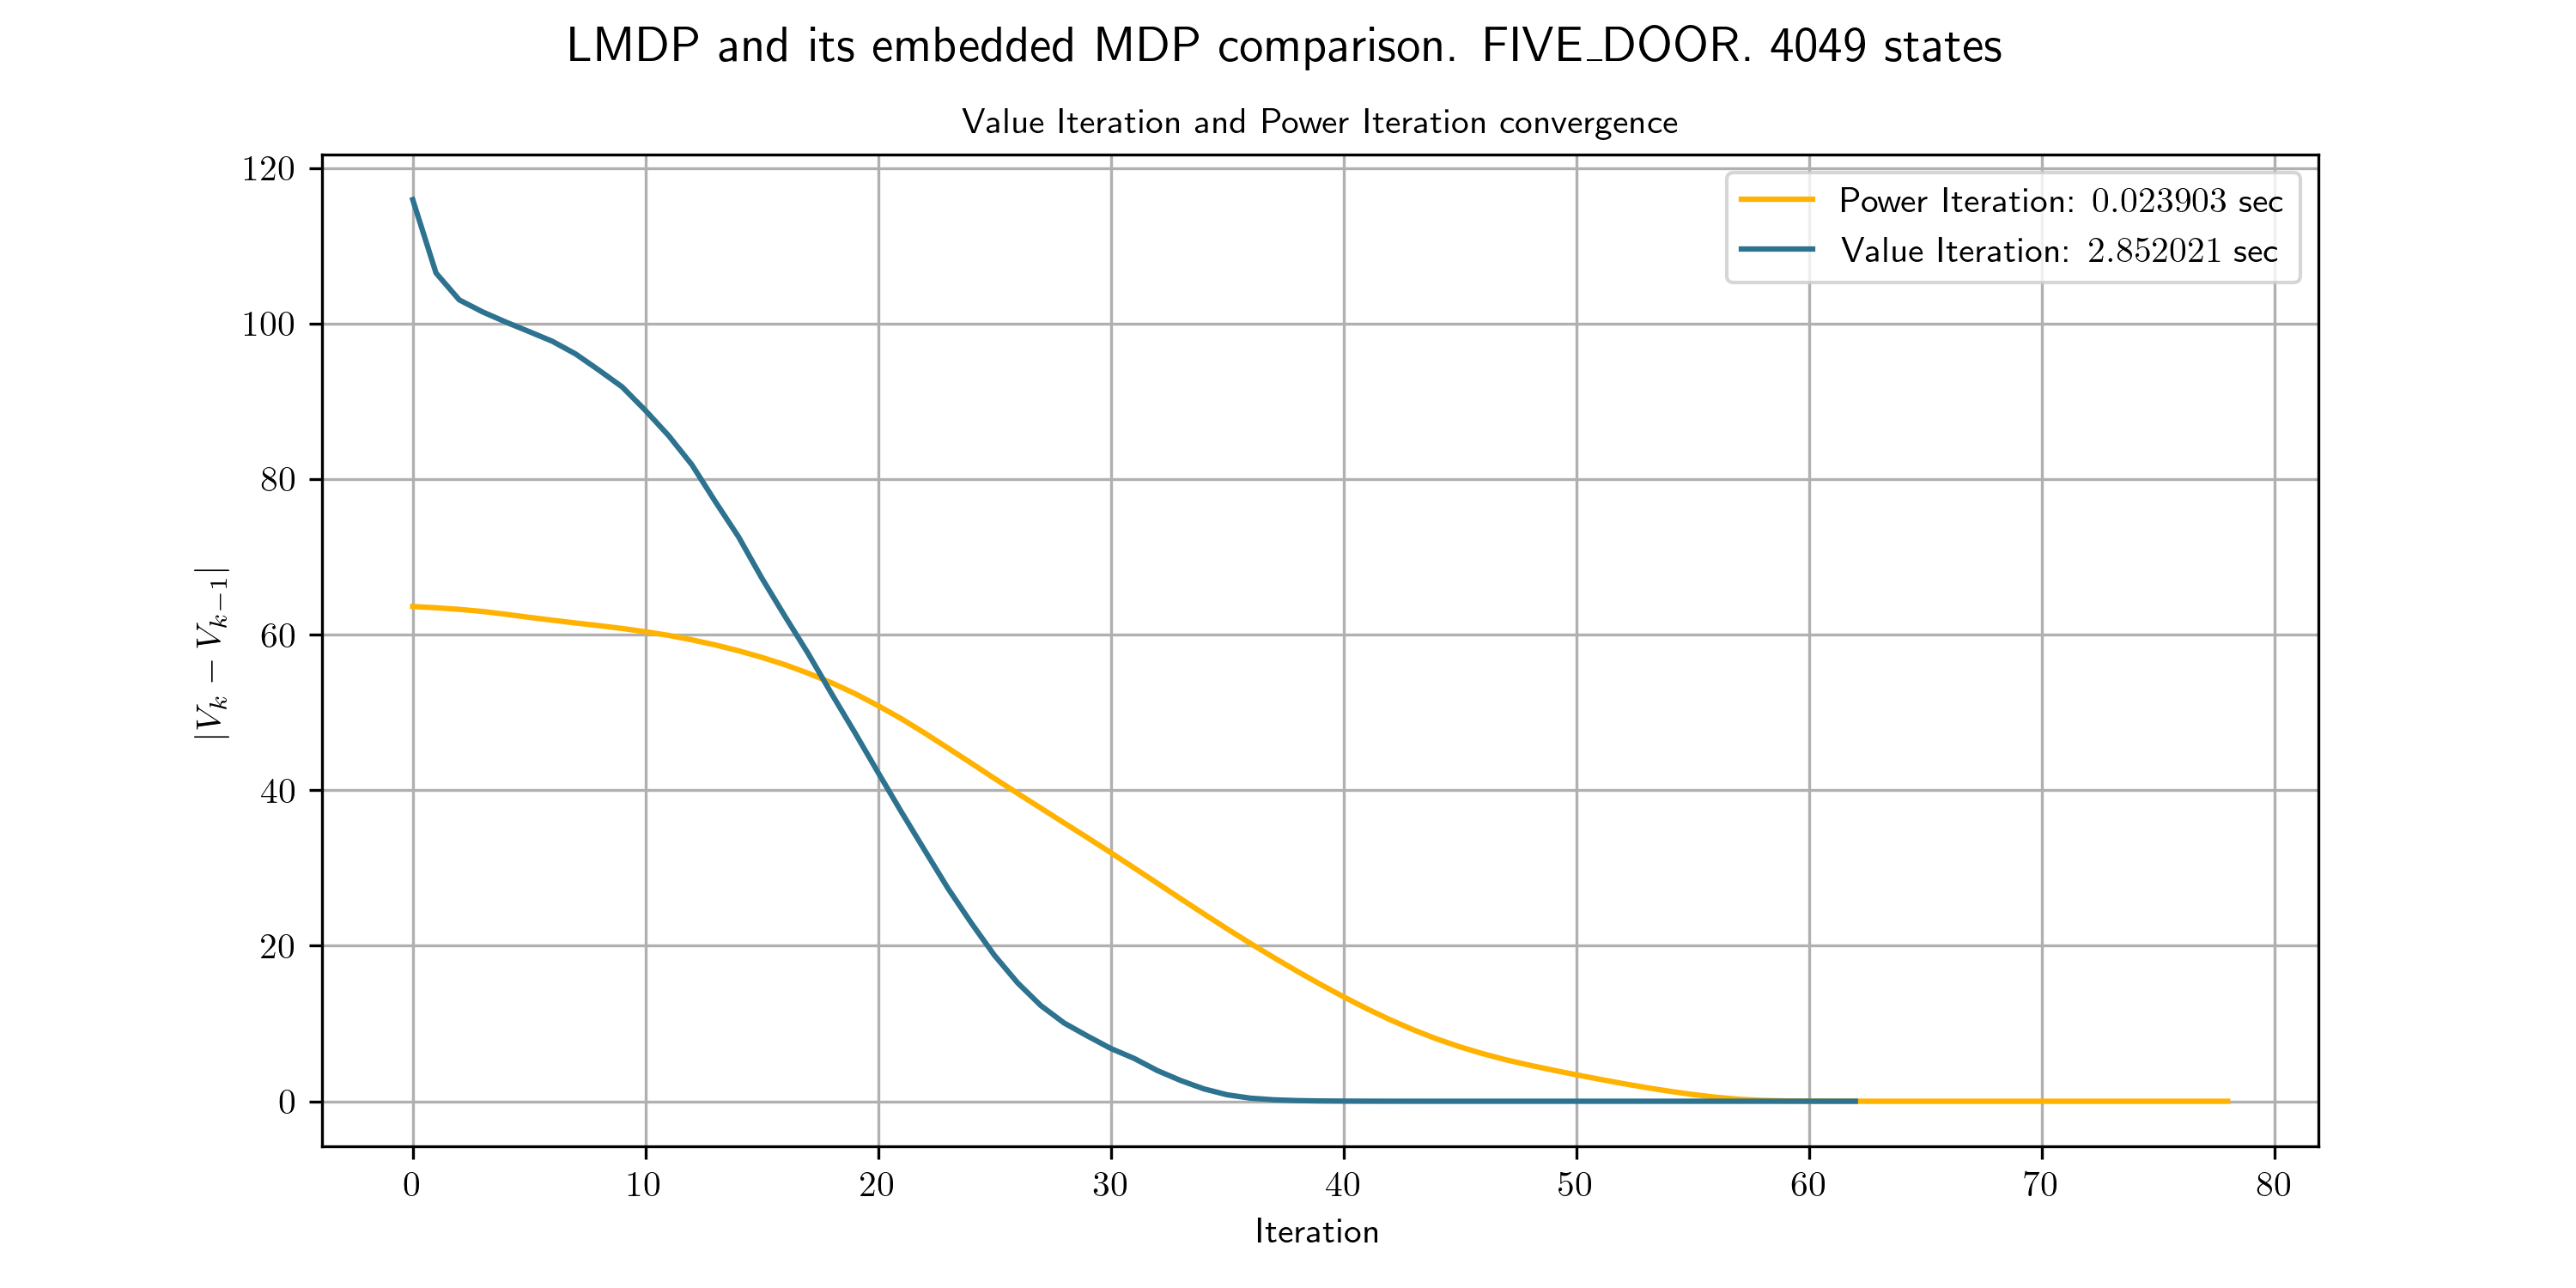 LMDP and its embedded MDP comparison. FIVE_DOOR. 4049 states
Value Iteration and Power Iteration convergence
Power Iteration: 0.023903 sec
Value Iteration: 2.852021 sec
|V_k − V_{k−1}|
120
100
80
60
40
20
0
0 10 20 30 40 50 60 70 80
Iteration